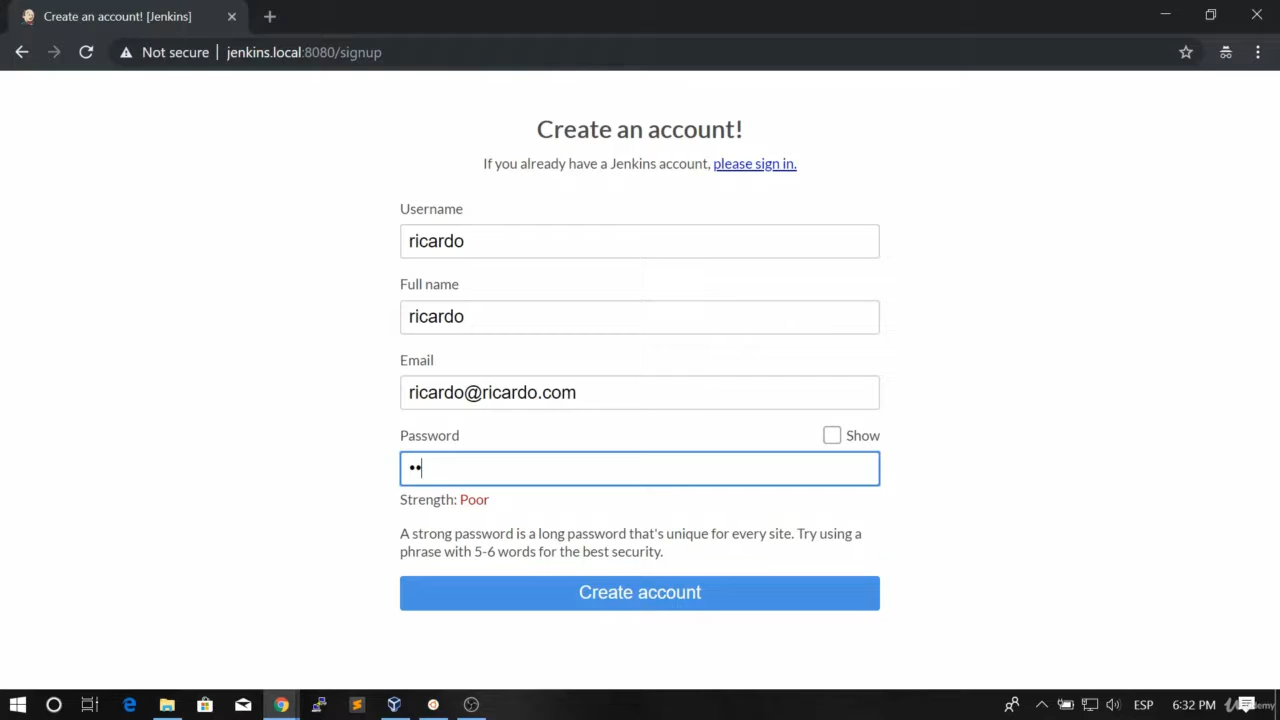 Create an account! [Jenkins]
Not secure | jenkins.local:8080/signup
Create an account!
If you already have a Jenkins account, please sign in.
Username
ricardo
Full name
ricardo
Email
ricardo@ricardo.com
Password
Show
••
Strength: Poor
A strong password is a long password that's unique for every site. Try using a
phrase with 5-6 words for the best security.
Create account
ESP
6:32 PM